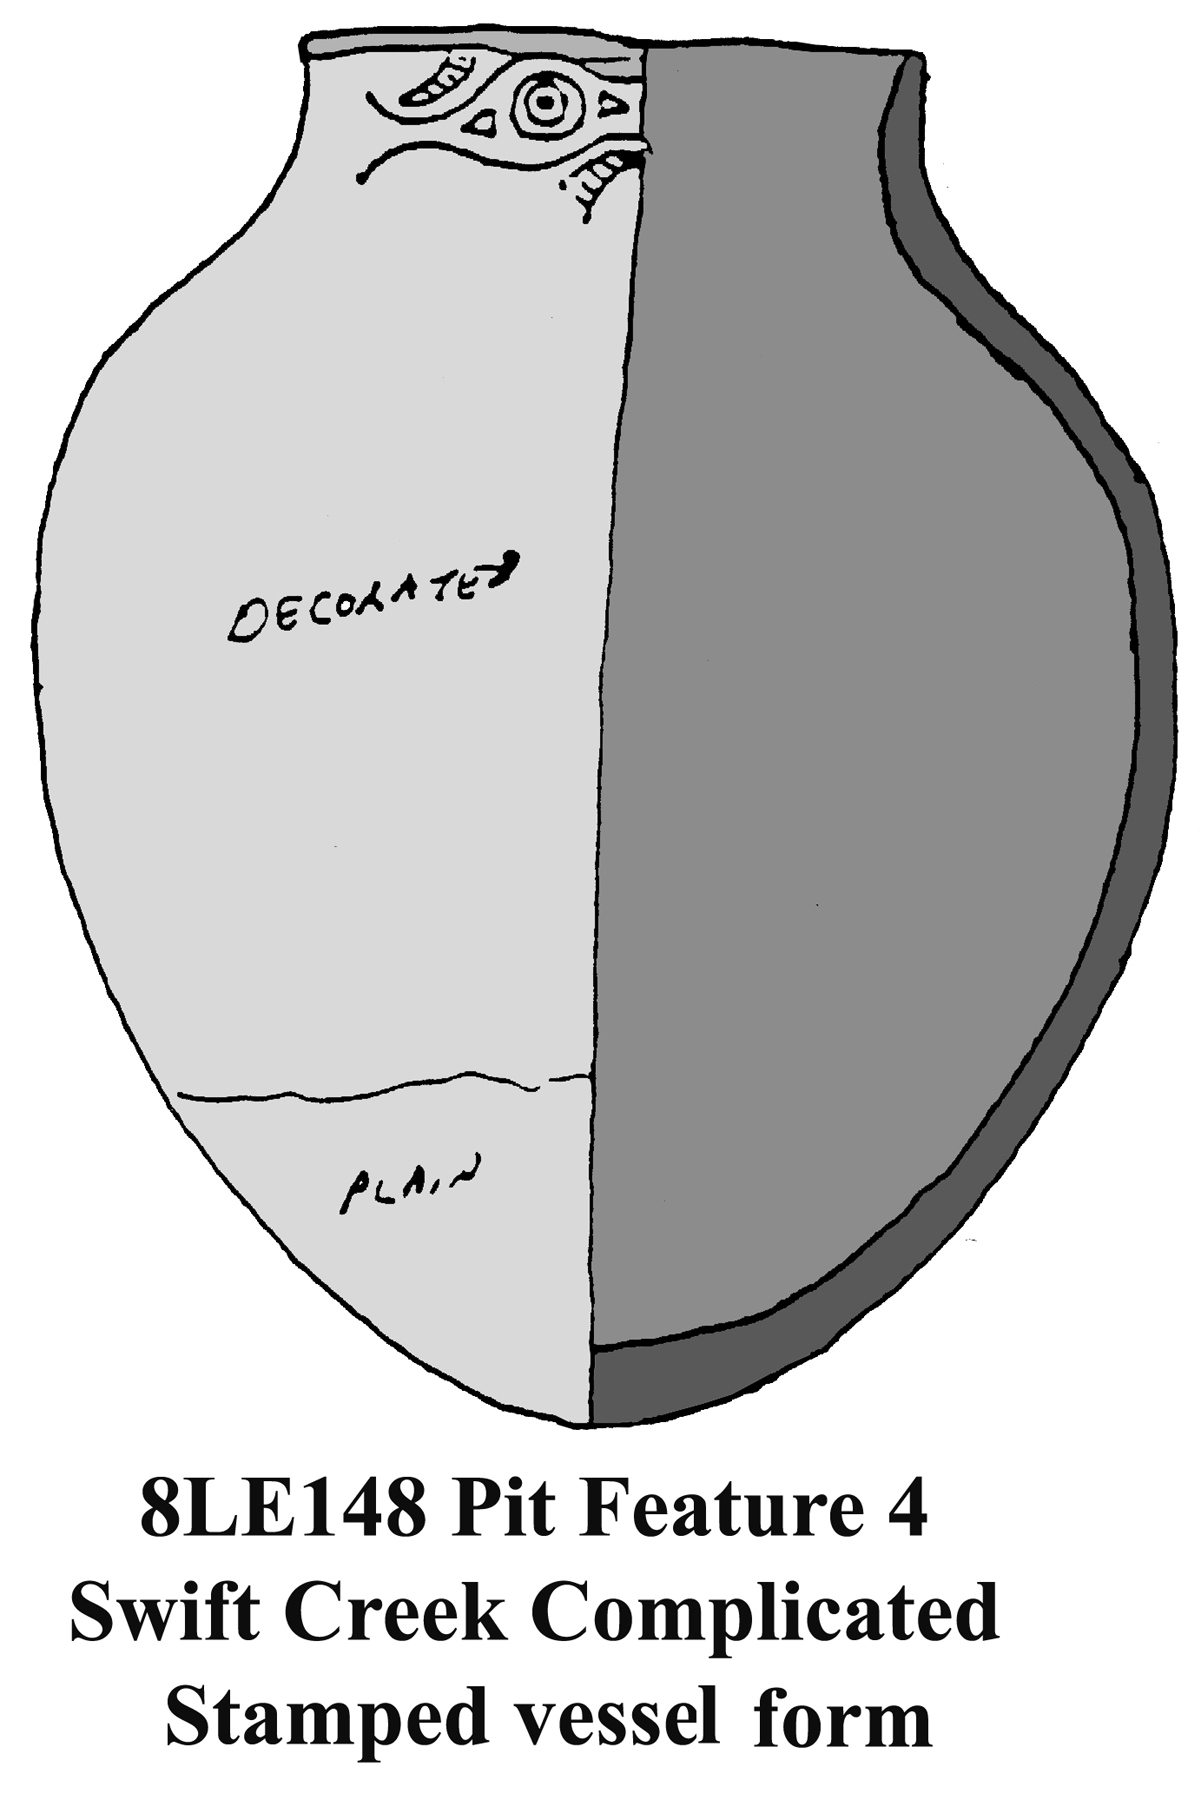 DECORATED
PLAIN
8LE148 Pit Feature 4
Swift Creek Complicated
Stamped vessel form